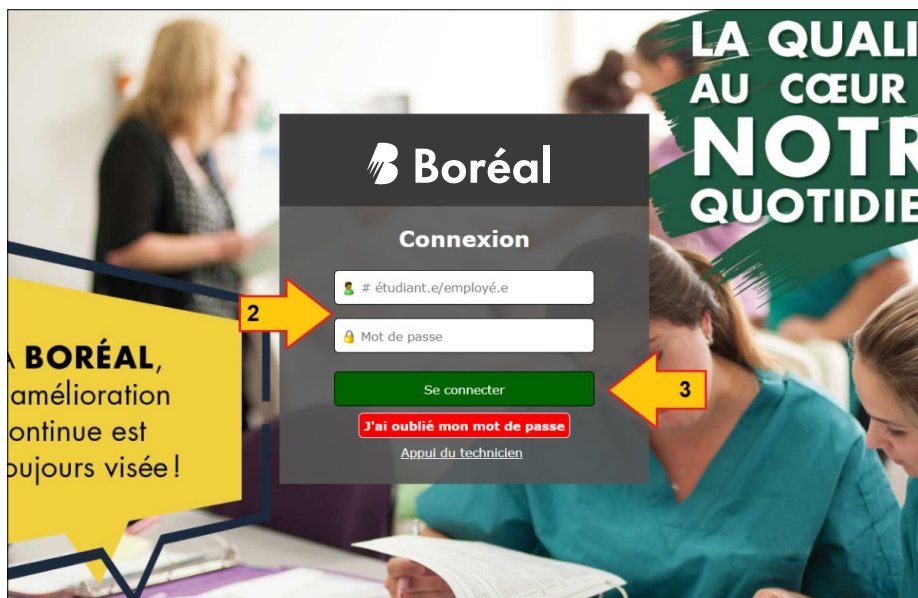 LA QUALI
AU CŒUR
NOTR
QUOTIDIE
Boréal
Connexion
# étudiant.e/employé.e
2
Mot de passe
Se connecter
3
J'ai oublié mon mot de passe
Appui du technicien
BORÉAL,
amélioration
ontinue est
oujours visée!